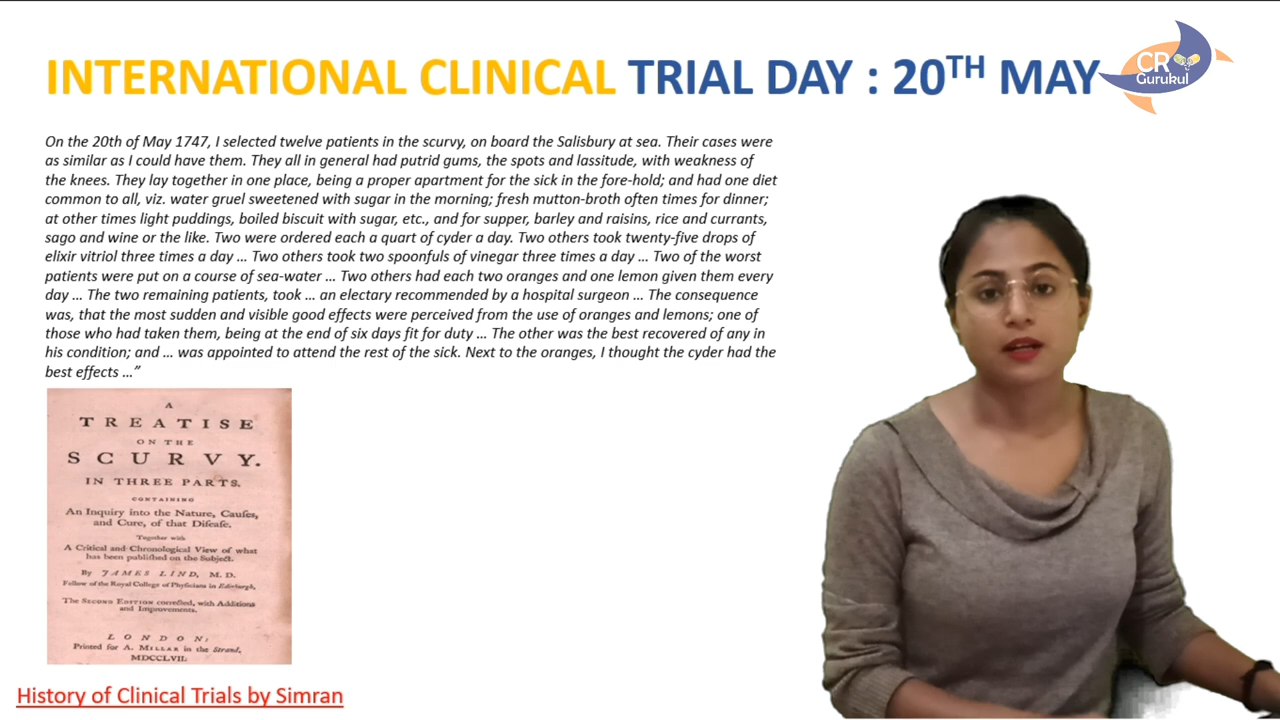 INTERNATIONAL CLINICAL TRIAL DAY : 20TH MAY
CR
Gurukul
On the 20th of May 1747, I selected twelve patients in the scurvy, on board the Salisbury at sea. Their cases were
as similar as I could have them. They all in general had putrid gums, the spots and lassitude, with weakness of
the knees. They lay together in one place, being a proper apartment for the sick in the fore-hold; and had one diet
common to all, viz. water gruel sweetened with sugar in the morning; fresh mutton-broth often times for dinner;
at other times light puddings, boiled biscuit with sugar, etc., and for supper, barley and raisins, rice and currants,
sago and wine or the like. Two were ordered each a quart of cyder a day. Two others took twenty-five drops of
elixir vitriol three times a day … Two others took two spoonfuls of vinegar three times a day … Two of the worst
patients were put on a course of sea-water … Two others had each two oranges and one lemon given them every
day … The two remaining patients, took … an electary recommended by a hospital surgeon … The consequence
was, that the most sudden and visible good effects were perceived from the use of oranges and lemons; one of
those who had taken them, being at the end of six days fit for duty … The other was the best recovered of any in
his condition; and … was appointed to attend the rest of the sick. Next to the oranges, I thought the cyder had the
best effects …”
A
TREATISE
ON THE
SCURVY.
IN THREE PARTS.
CONTAINING
An Inquiry into the Nature, Cauſes,
and Cure, of that Diſeaſe.
Together with
A Critical and Chronological View of what
has been publiſhed on the Subject.
By JAMES LIND, M. D.
Fellow of the Royal College of Phyſicians in Edinburgh,
The SECOND EDITION corrected, with Additions
and Improvements.
LONDON:
Printed for A. MILLAR in the Strand,
MDCCLVII.
History of Clinical Trials by Simran